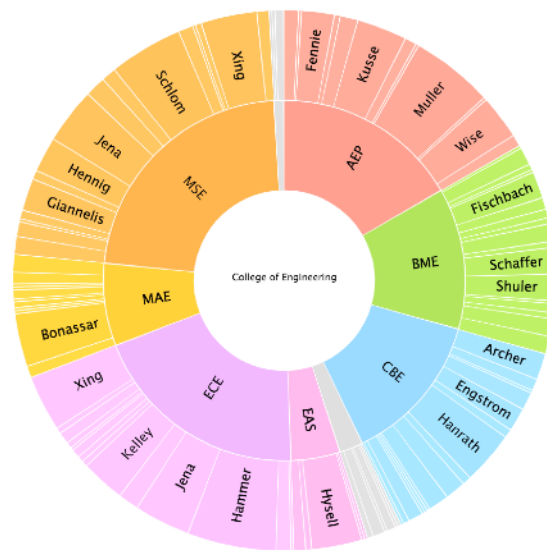 College of Engineering
AEP
Fennie
Kusse
Muller
Wise
BME
Fischbach
Schaffer
Shuler
CBE
Archer
Engstrom
Hanrath
EAS
Hysell
ECE
Hammer
Jena
Kelley
Xing
MAE
Bonassar
MSE
Giannelis
Hennig
Jena
Schlom
Xing